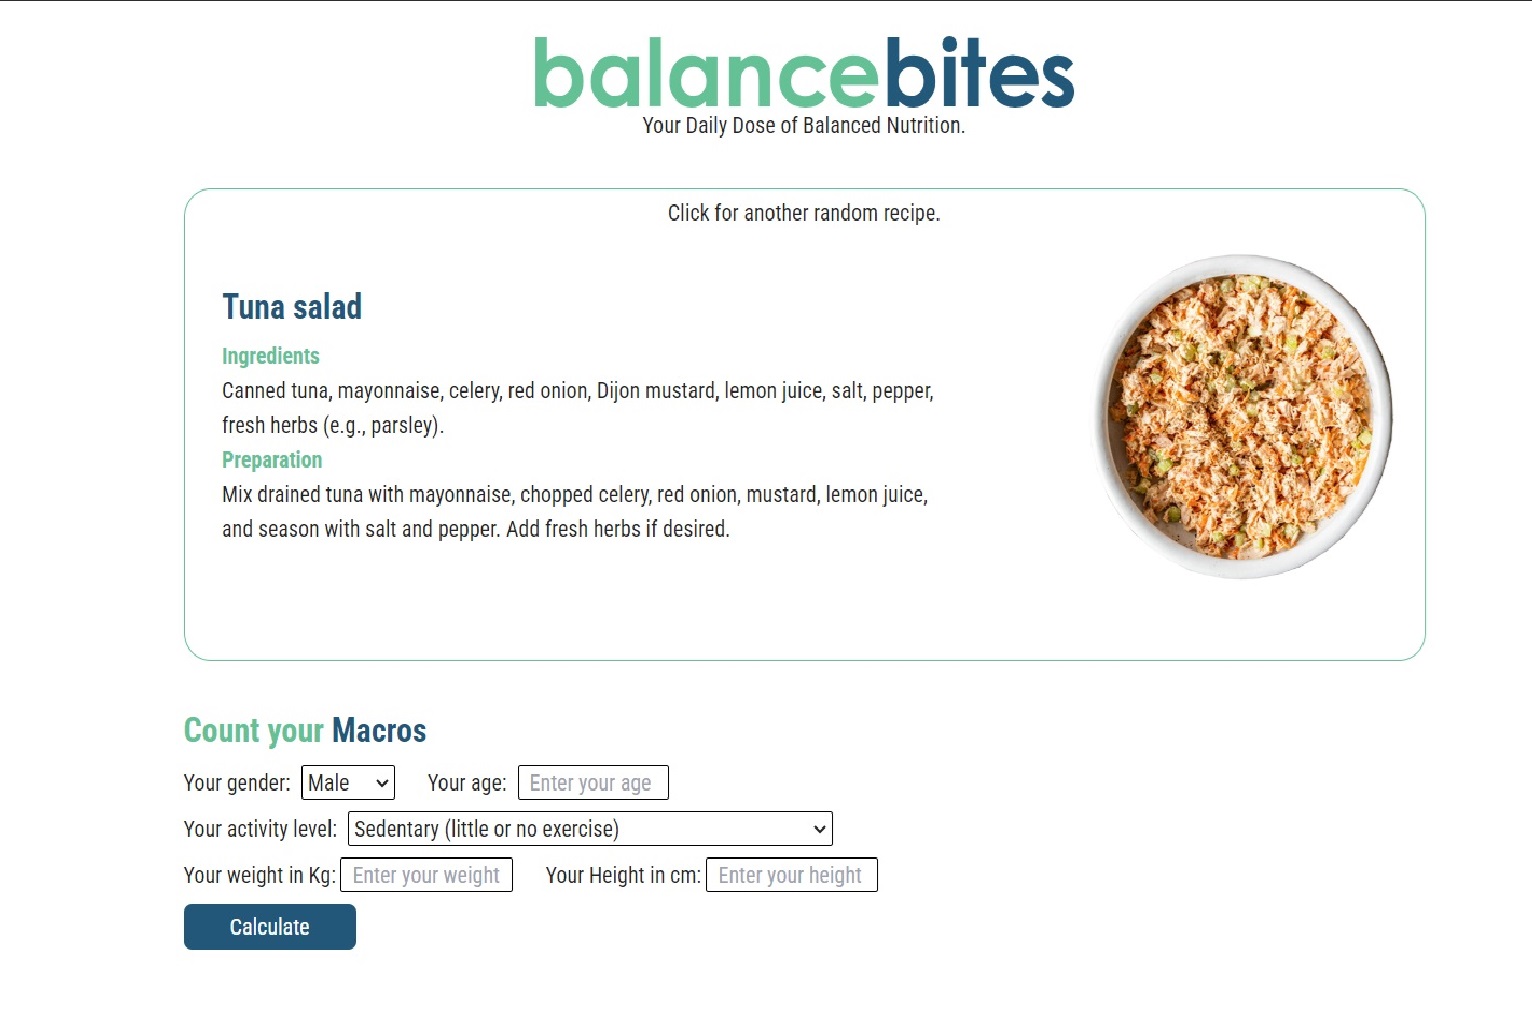 balancebites
Your Daily Dose of Balanced Nutrition.
Click for another random recipe.
Tuna salad
Ingredients
Canned tuna, mayonnaise, celery, red onion, Dijon mustard, lemon juice, salt, pepper,
fresh herbs (e.g., parsley).
Preparation
Mix drained tuna with mayonnaise, chopped celery, red onion, mustard, lemon juice,
and season with salt and pepper. Add fresh herbs if desired.
Count your Macros
Your gender: Male Your age: Enter your age
Your activity level: Sedentary (little or no exercise)
Your weight in Kg: Enter your weight Your Height in cm: Enter your height
Calculate